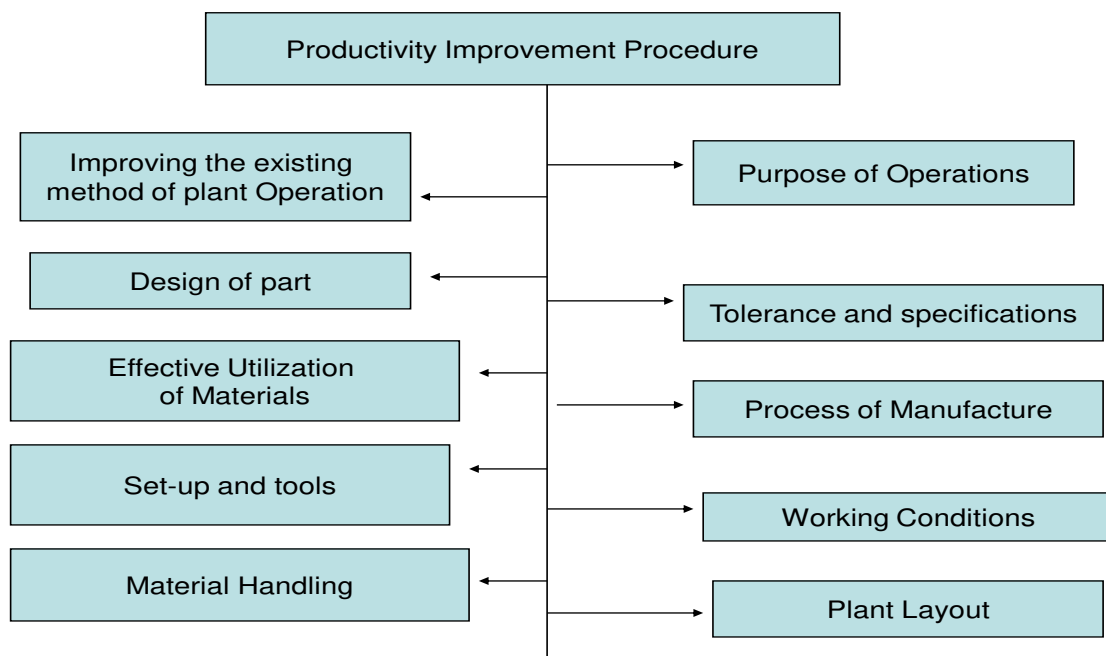 Productivity Improvement Procedure
Improving the existing
method of plant Operation
Purpose of Operations
Design of part
Tolerance and specifications
Effective Utilization
of Materials
Process of Manufacture
Set-up and tools
Working Conditions
Material Handling
Plant Layout